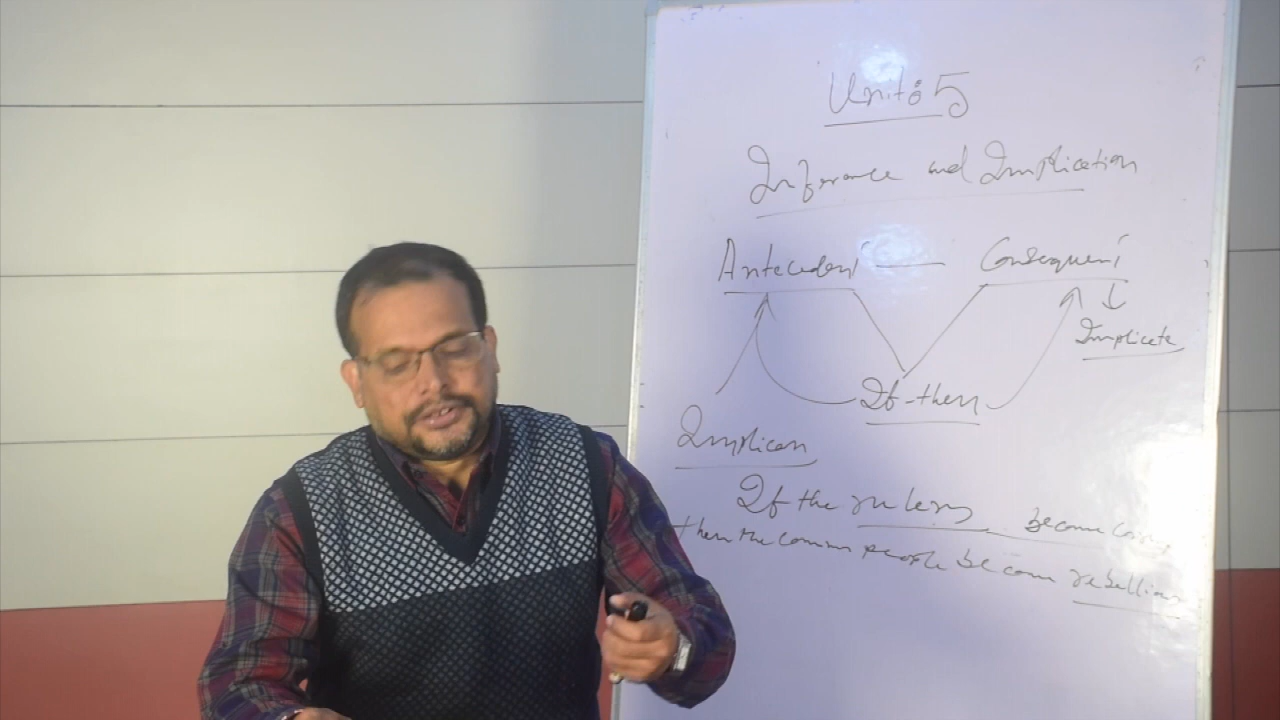 Unit: 5
Inference and Implication
Antecedent — Consequent
Implicate
If-then
Implican
If the rulers become
then the common people become rebellious